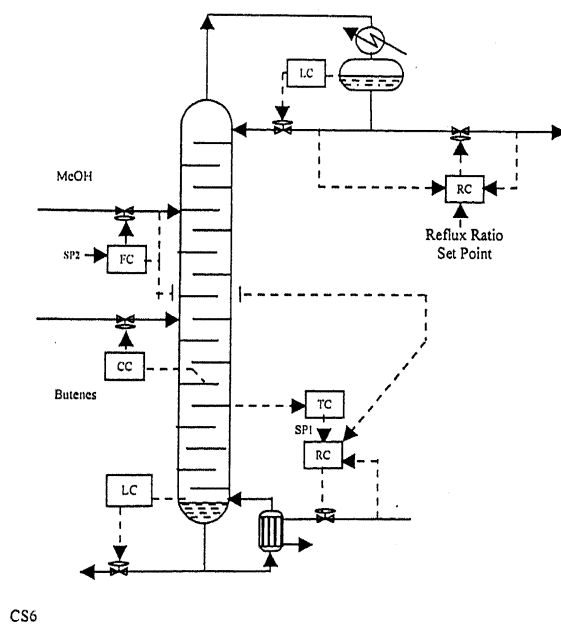 LC
RC
Reflux Ratio
Set Point
MeOH
SP2
FC
CC
Butenes
TC
SP1
RC
LC
CS6